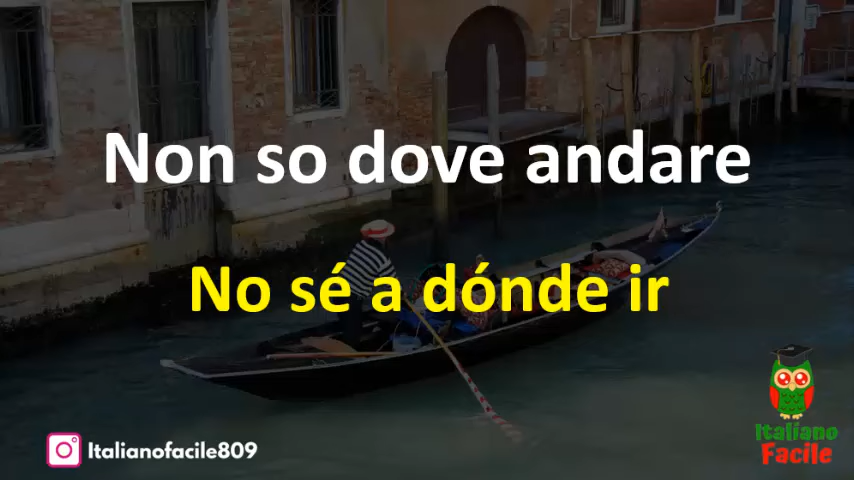 Non so dove andare
No sé a dónde ir
Italianofacile809
Italiano
Facile